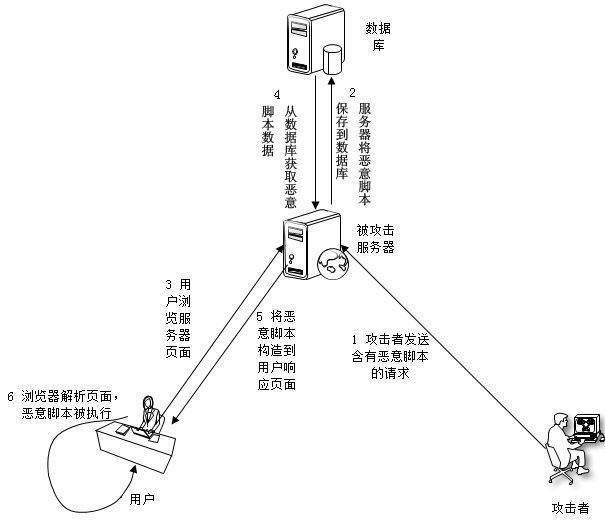 数据
库
4
从数据库获取恶意
脚本数据
2
服务器将恶意脚本
保存到数据库
被攻击
服务器
3 用
户浏
览服
务器
页面
5 将恶
意脚本
构造到
用户响
应页面
1 攻击者发送
含有恶意脚本
的请求
6 浏览器解析页面，
恶意脚本被执行
用户
攻击者